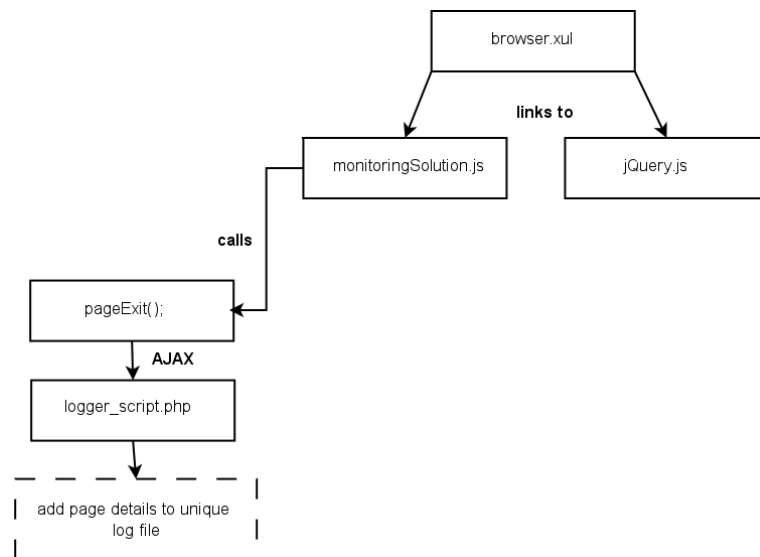 browser.xul
links to
monitoringSolution.js
jQuery.js
calls
pageExit();
AJAX
logger_script.php
add page details to unique
log file